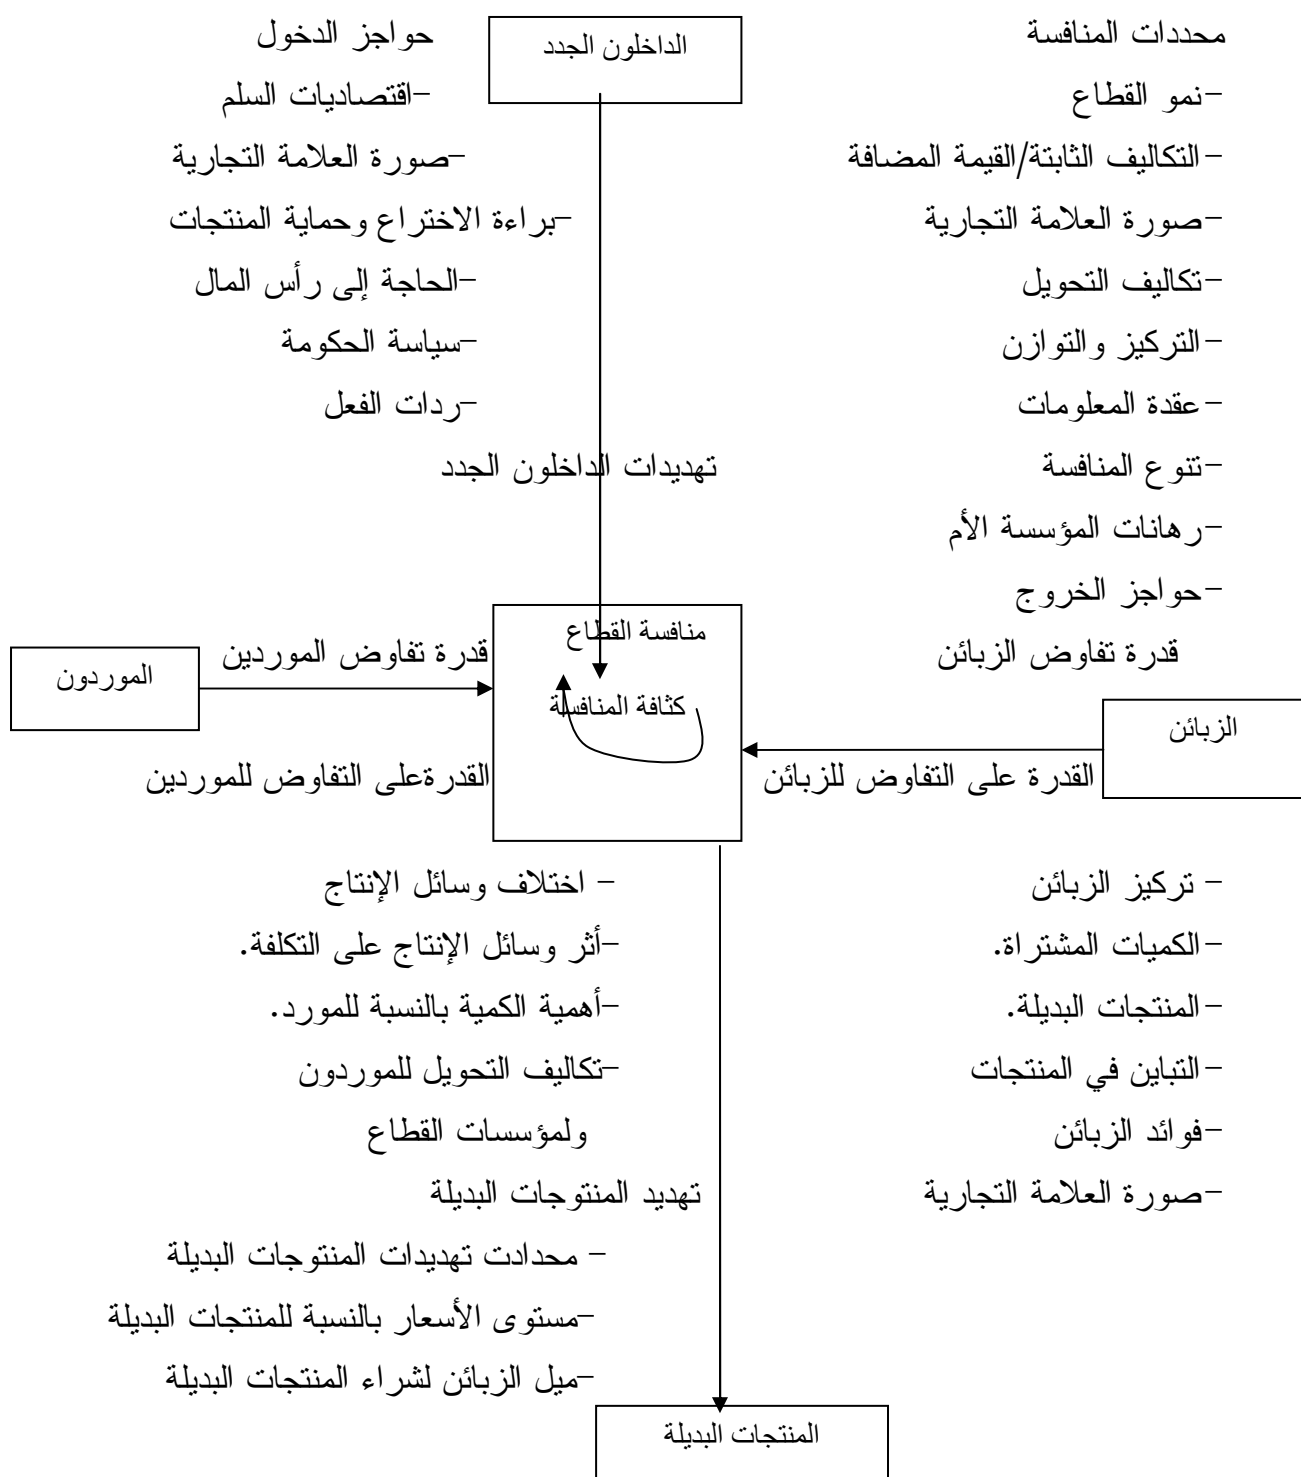 محددات المنافسة
-نمو القطاع
-التكاليف الثابتة/القيمة المضافة
-صورة العلامة التجارية
-تكاليف التحويل
-التركيز والتوازن
-عقدة المعلومات
-تنوع المنافسة
-رهانات المؤسسة الأم
-حواجز الخروج
قدرة تفاوض الزبائن
الداخلون الجدد
حواجز الدخول
-اقتصاديات السلم
-صورة العلامة التجارية
-براءة الاختراع وحماية المنتجات
-الحاجة إلى رأس المال
-سياسة الحكومة
-ردات الفعل
تهديدات الداخلون الجدد
منافسة القطاع
كثافة المنافسة
قدرة تفاوض الموردين
الموردون
القدرةعلى التفاوض للموردين
الزبائن
القدرة على التفاوض للزبائن
- تركيز الزبائن
-الكميات المشتراة.
-المنتجات البديلة.
-التباين في المنتجات
-فوائد الزبائن
-صورة العلامة التجارية
- اختلاف وسائل الإنتاج
-أثر وسائل الإنتاج على التكلفة.
-أهمية الكمية بالنسبة للمورد.
-تكاليف التحويل للموردون
ولمؤسسات القطاع
تهديد المنتوجات البديلة
- محدادت تهديدات المنتوجات البديلة
-مستوى الأسعار بالنسبة للمنتجات البديلة
-ميل الزبائن لشراء المنتجات البديلة
المنتجات البديلة